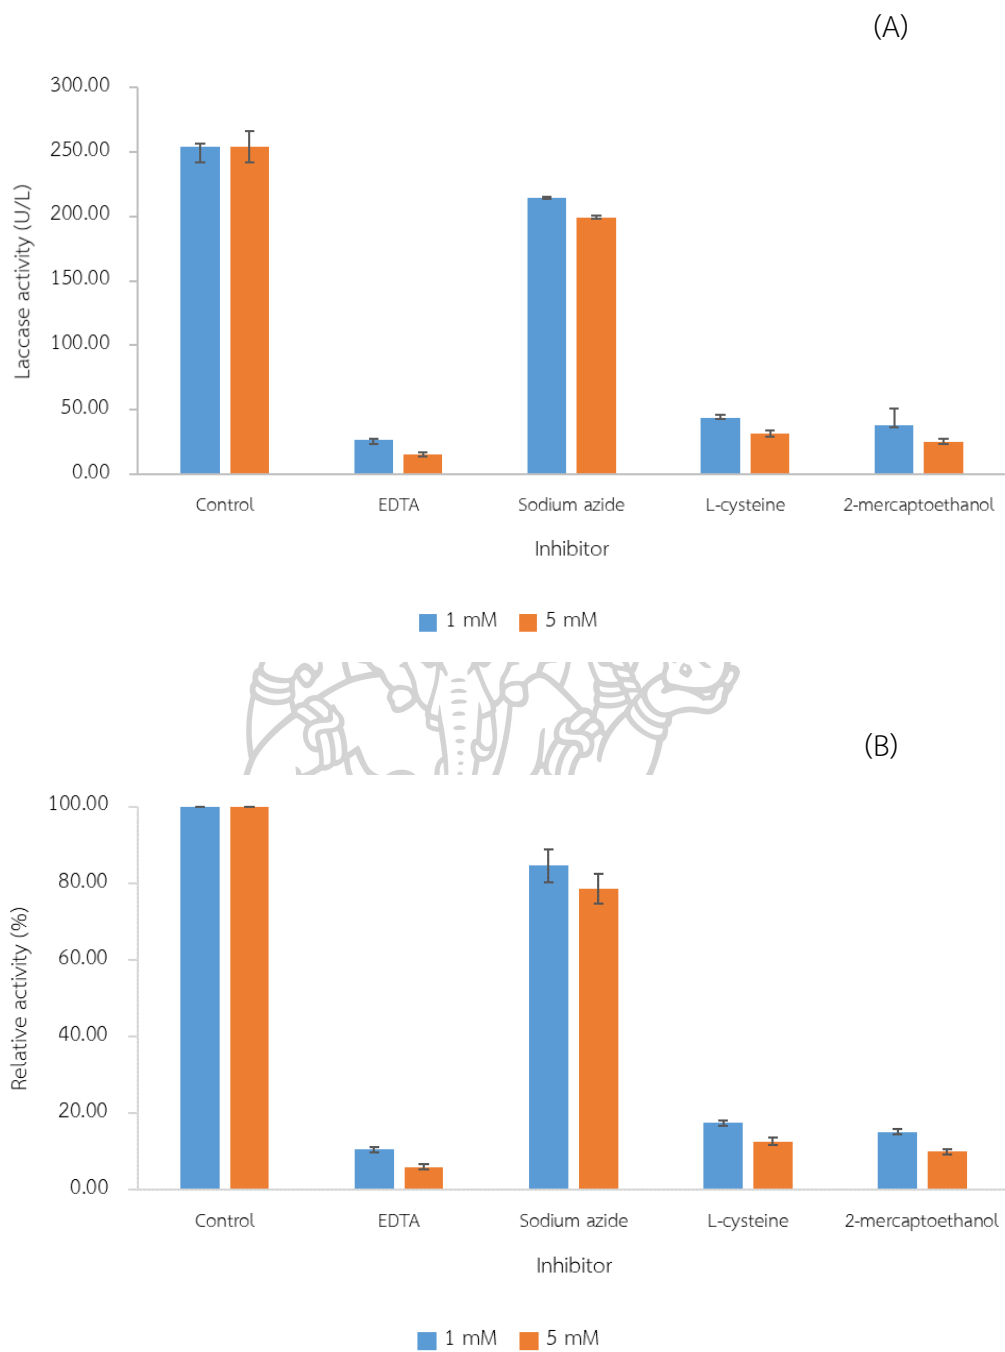 (A)
300.00
250.00
200.00
150.00
100.00
50.00
0.00
Laccase activity (U/L)
Control EDTA Sodium azide L-cysteine 2-mercaptoethanol
Inhibitor
1 mM 5 mM
(B)
100.00
80.00
60.00
40.00
20.00
0.00
Relative activity (%)
Control EDTA Sodium azide L-cysteine 2-mercaptoethanol
Inhibitor
1 mM 5 mM